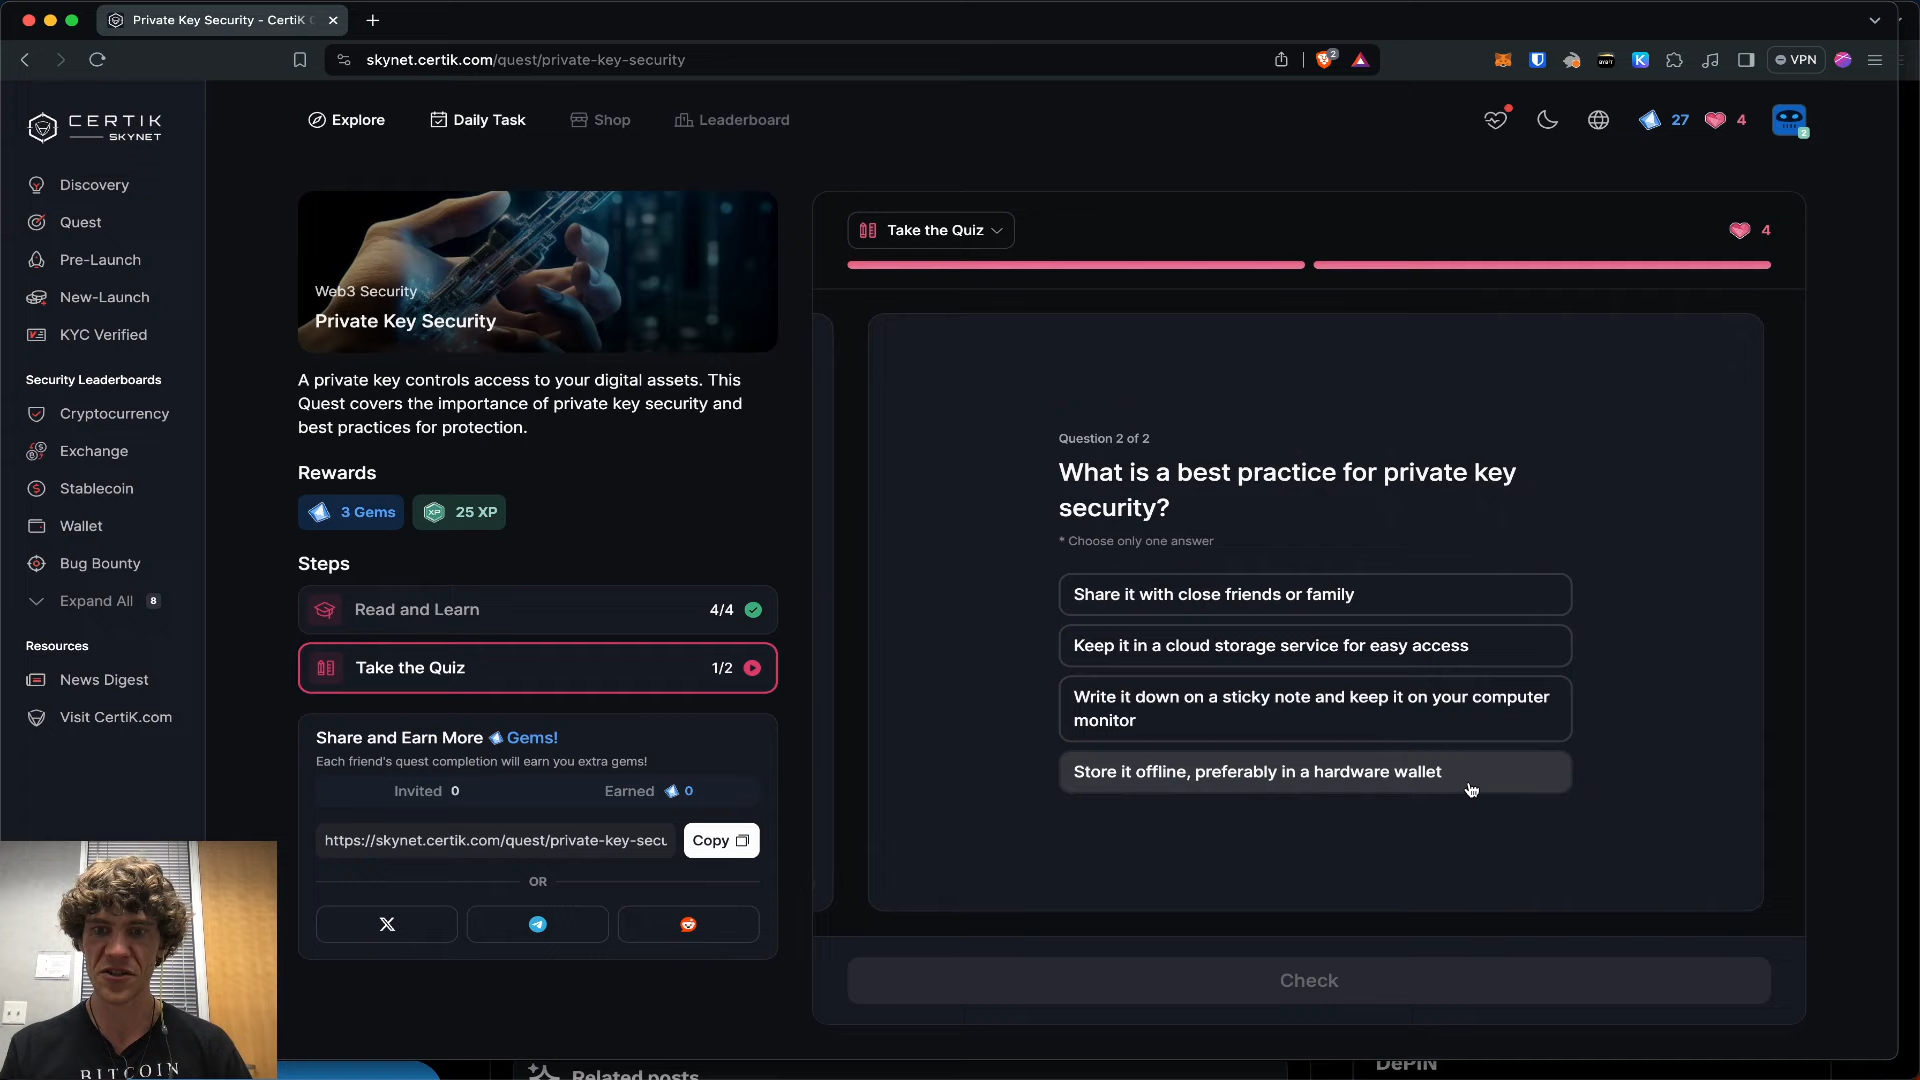 Private Key Security - CertiK
skynet.certik.com/quest/private-key-security
2
VPN
CERTIK
SKYNET
Explore
Daily Task
Shop
Leaderboard
27
4
2
Discovery
Quest
Pre-Launch
New-Launch
KYC Verified
Security Leaderboards
Cryptocurrency
Exchange
Stablecoin
Wallet
Bug Bounty
Expand All 8
Resources
News Digest
Visit CertiK.com
Web3 Security
Private Key Security
A private key controls access to your digital assets. This
Quest covers the importance of private key security and
best practices for protection.
Rewards
3 Gems
XP 25 XP
Steps
Read and Learn 4/4
Take the Quiz 1/2
Share and Earn More Gems!
Each friend's quest completion will earn you extra gems!
Invited 0 Earned 0
https://skynet.certik.com/quest/private-key-secu
Copy
OR
Take the Quiz
4
Question 2 of 2
What is a best practice for private key
security?
* Choose only one answer
Share it with close friends or family
Keep it in a cloud storage service for easy access
Write it down on a sticky note and keep it on your computer
monitor
Store it offline, preferably in a hardware wallet
Check
BITCOIN
Related posts
DePIN